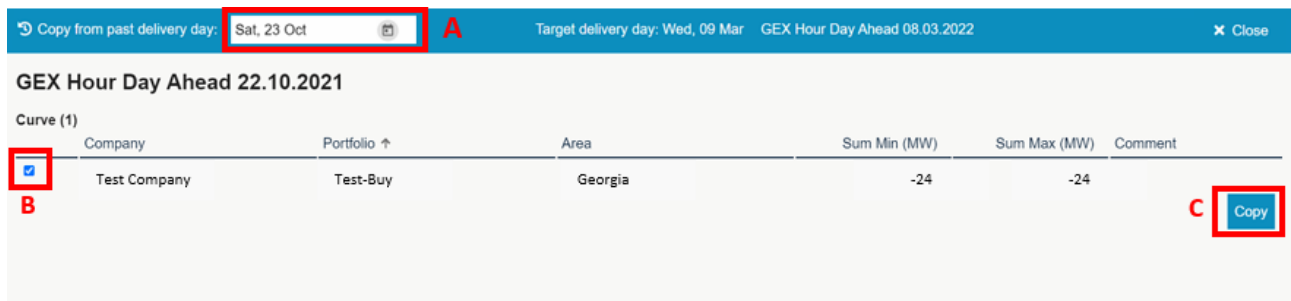 Copy from past delivery day: Sat, 23 Oct A Target delivery day: Wed, 09 Mar GEX Hour Day Ahead 08.03.2022 × Close
GEX Hour Day Ahead 22.10.2021
Curve (1)
Company Portfolio ↑ Area Sum Min (MW) Sum Max (MW) Comment
Test Company Test-Buy Georgia -24 -24
B
C Copy